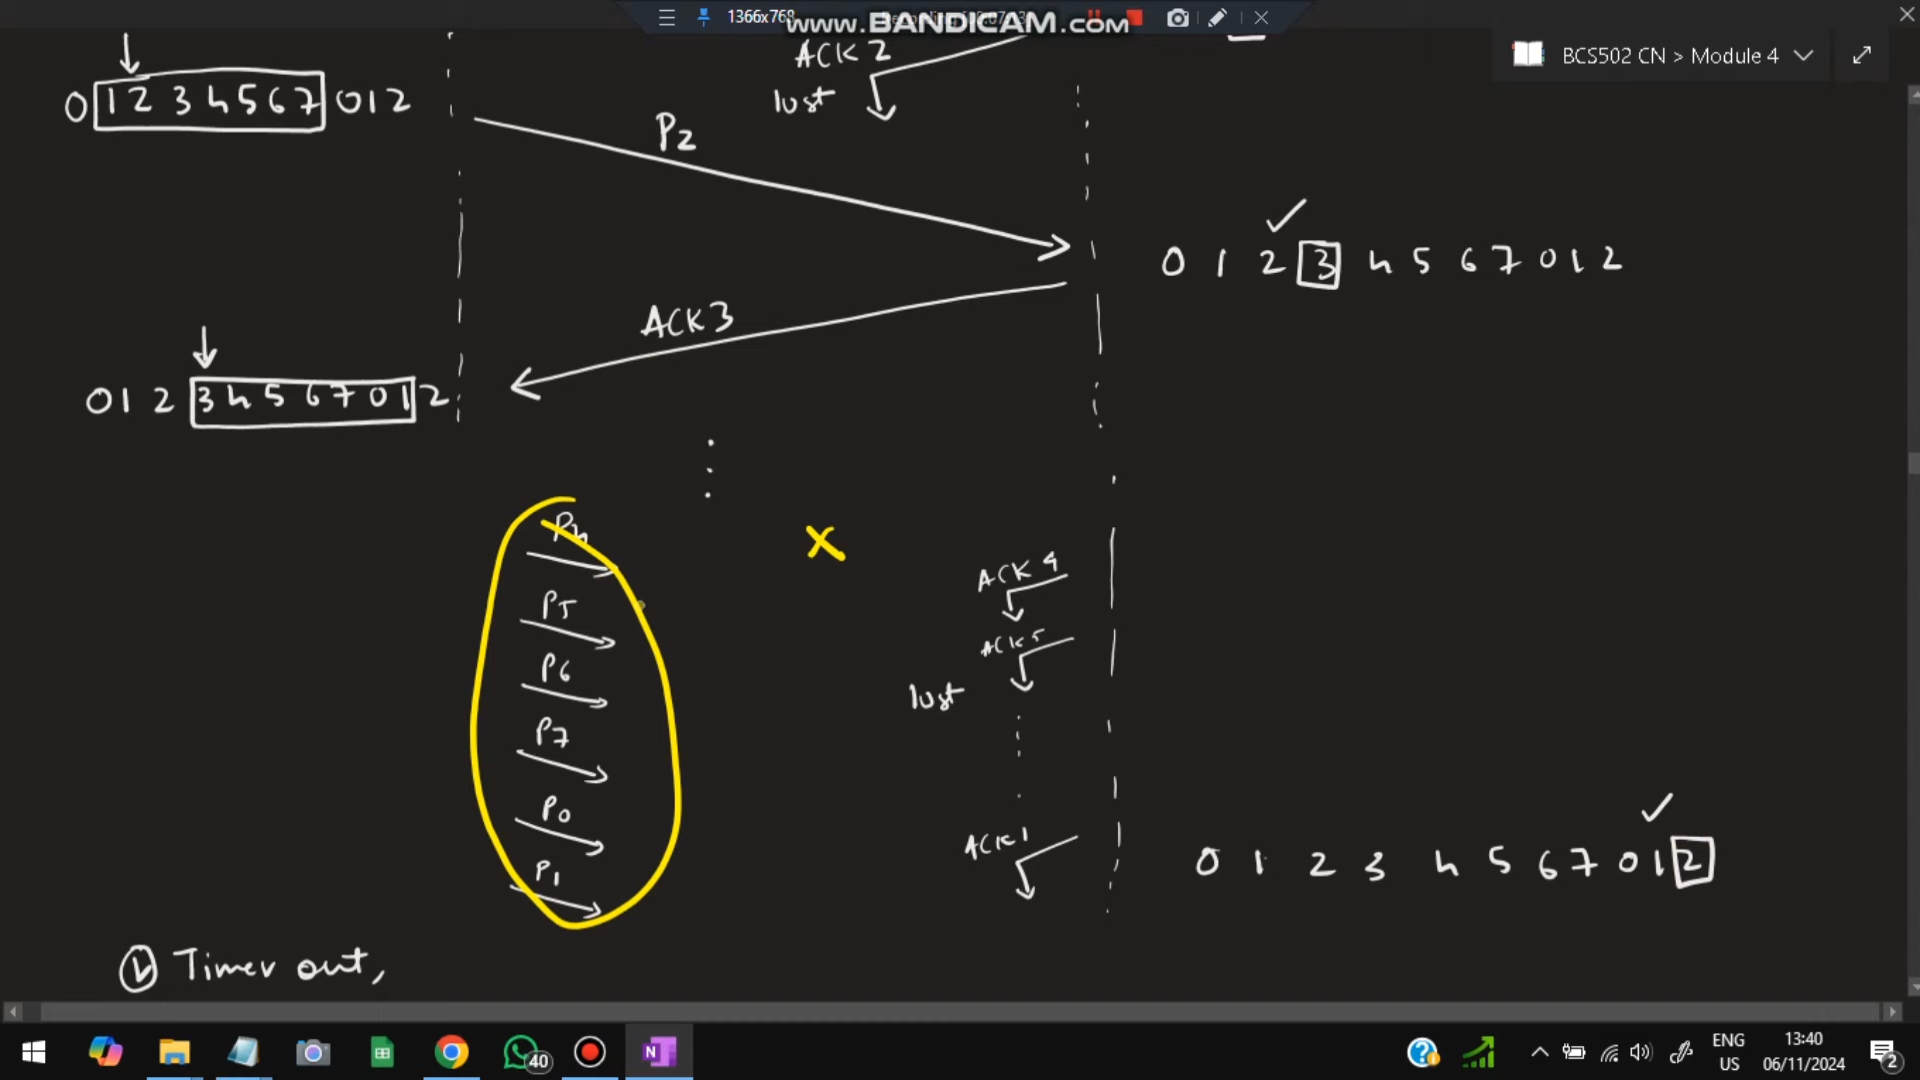 1366x768
www.BANDICAM.com
BCS502 CN > Module 4
ACK 2
lost
0 1 2 3 4 5 6 7 0 1 2
P2
0 1 2 3 4 5 6 7 0 1 2
ACK 3
0 1 2 3 4 5 6 7 0 1 2
P4
x
ACK 4
P5
ACK 5
P6
lost
P7
P0
ACK 1
P1
0 1 2 3 4 5 6 7 0 1 2
Timer out,
40
ENG
US
13:40
06/11/2024
2